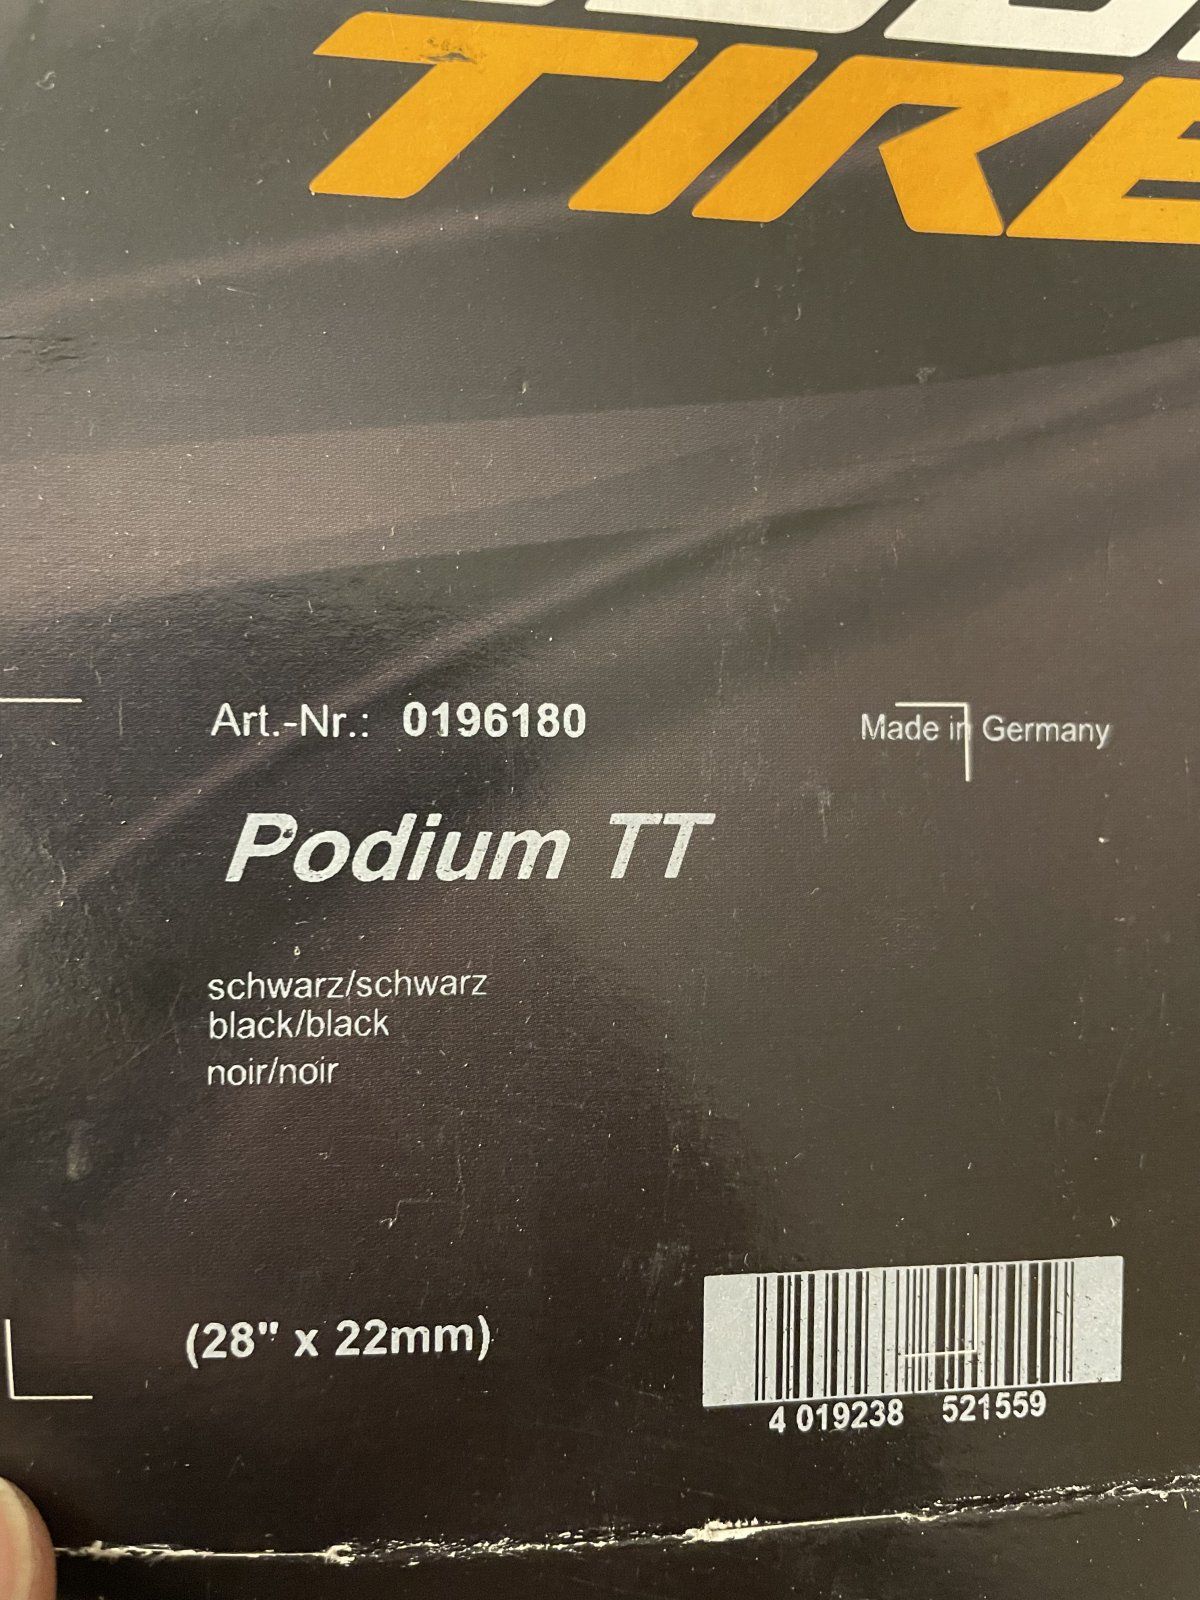 TIRE
Art.-Nr.: 0196180
Made in Germany
Podium TT
schwarz/schwarz
black/black
noir/noir
(28" x 22mm)
4 019238 521559